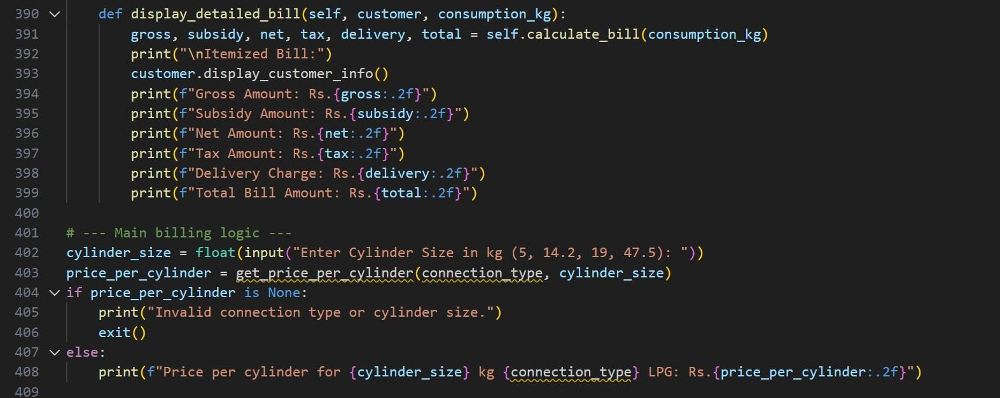 390 def display_detailed_bill(self, customer, consumption_kg):
391 gross, subsidy, net, tax, delivery, total = self.calculate_bill(consumption_kg)
392 print("\nItemized Bill:")
393 customer.display_customer_info()
394 print(f"Gross Amount: Rs.{gross:.2f}")
395 print(f"Subsidy Amount: Rs.{subsidy:.2f}")
396 print(f"Net Amount: Rs.{net:.2f}")
397 print(f"Tax Amount: Rs.{tax:.2f}")
398 print(f"Delivery Charge: Rs.{delivery:.2f}")
399 print(f"Total Bill Amount: Rs.{total:.2f}")
400
401 # --- Main billing logic ---
402 cylinder_size = float(input("Enter Cylinder Size in kg (5, 14.2, 19, 47.5): "))
403 price_per_cylinder = get_price_per_cylinder(connection_type, cylinder_size)
404 if price_per_cylinder is None:
405 print("Invalid connection type or cylinder size.")
406 exit()
407 else:
408 print(f"Price per cylinder for {cylinder_size} kg {connection_type} LPG: Rs.{price_per_cylinder:.2f}")
409